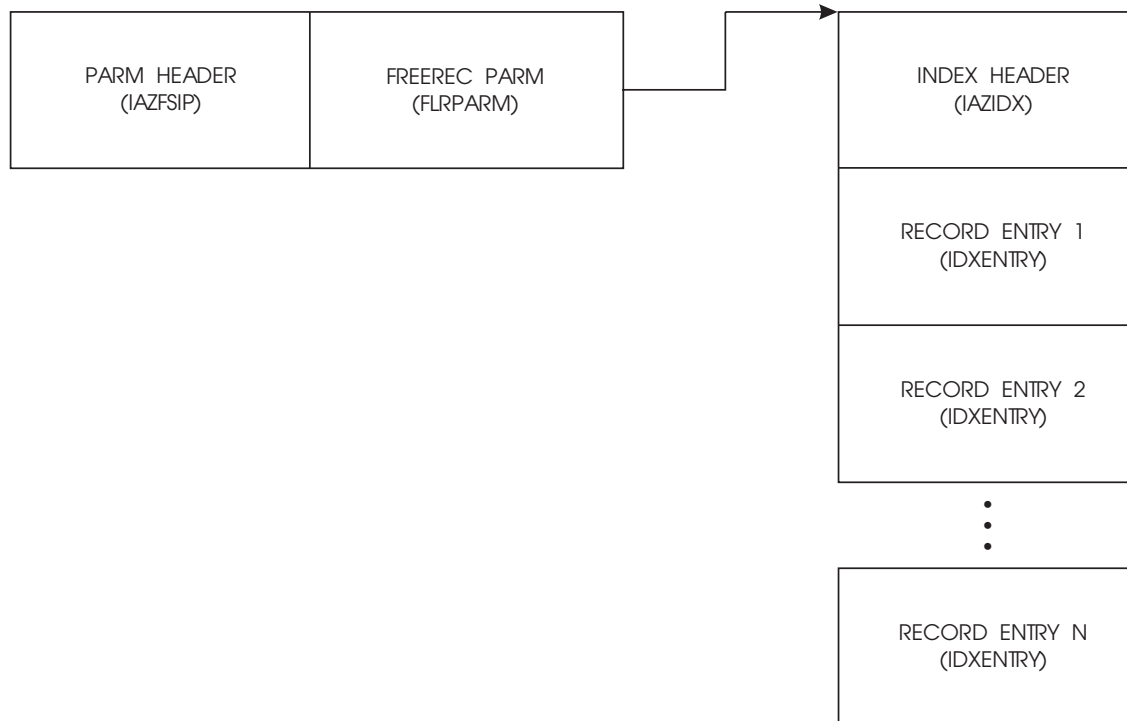 PARM HEADER
(IAZFSIP)
FREEREC PARM
(FLRPARM)
INDEX HEADER
(IAZIDX)
RECORD ENTRY 1
(IDXENTRY)
RECORD ENTRY 2
(IDXENTRY)
RECORD ENTRY N
(IDXENTRY)